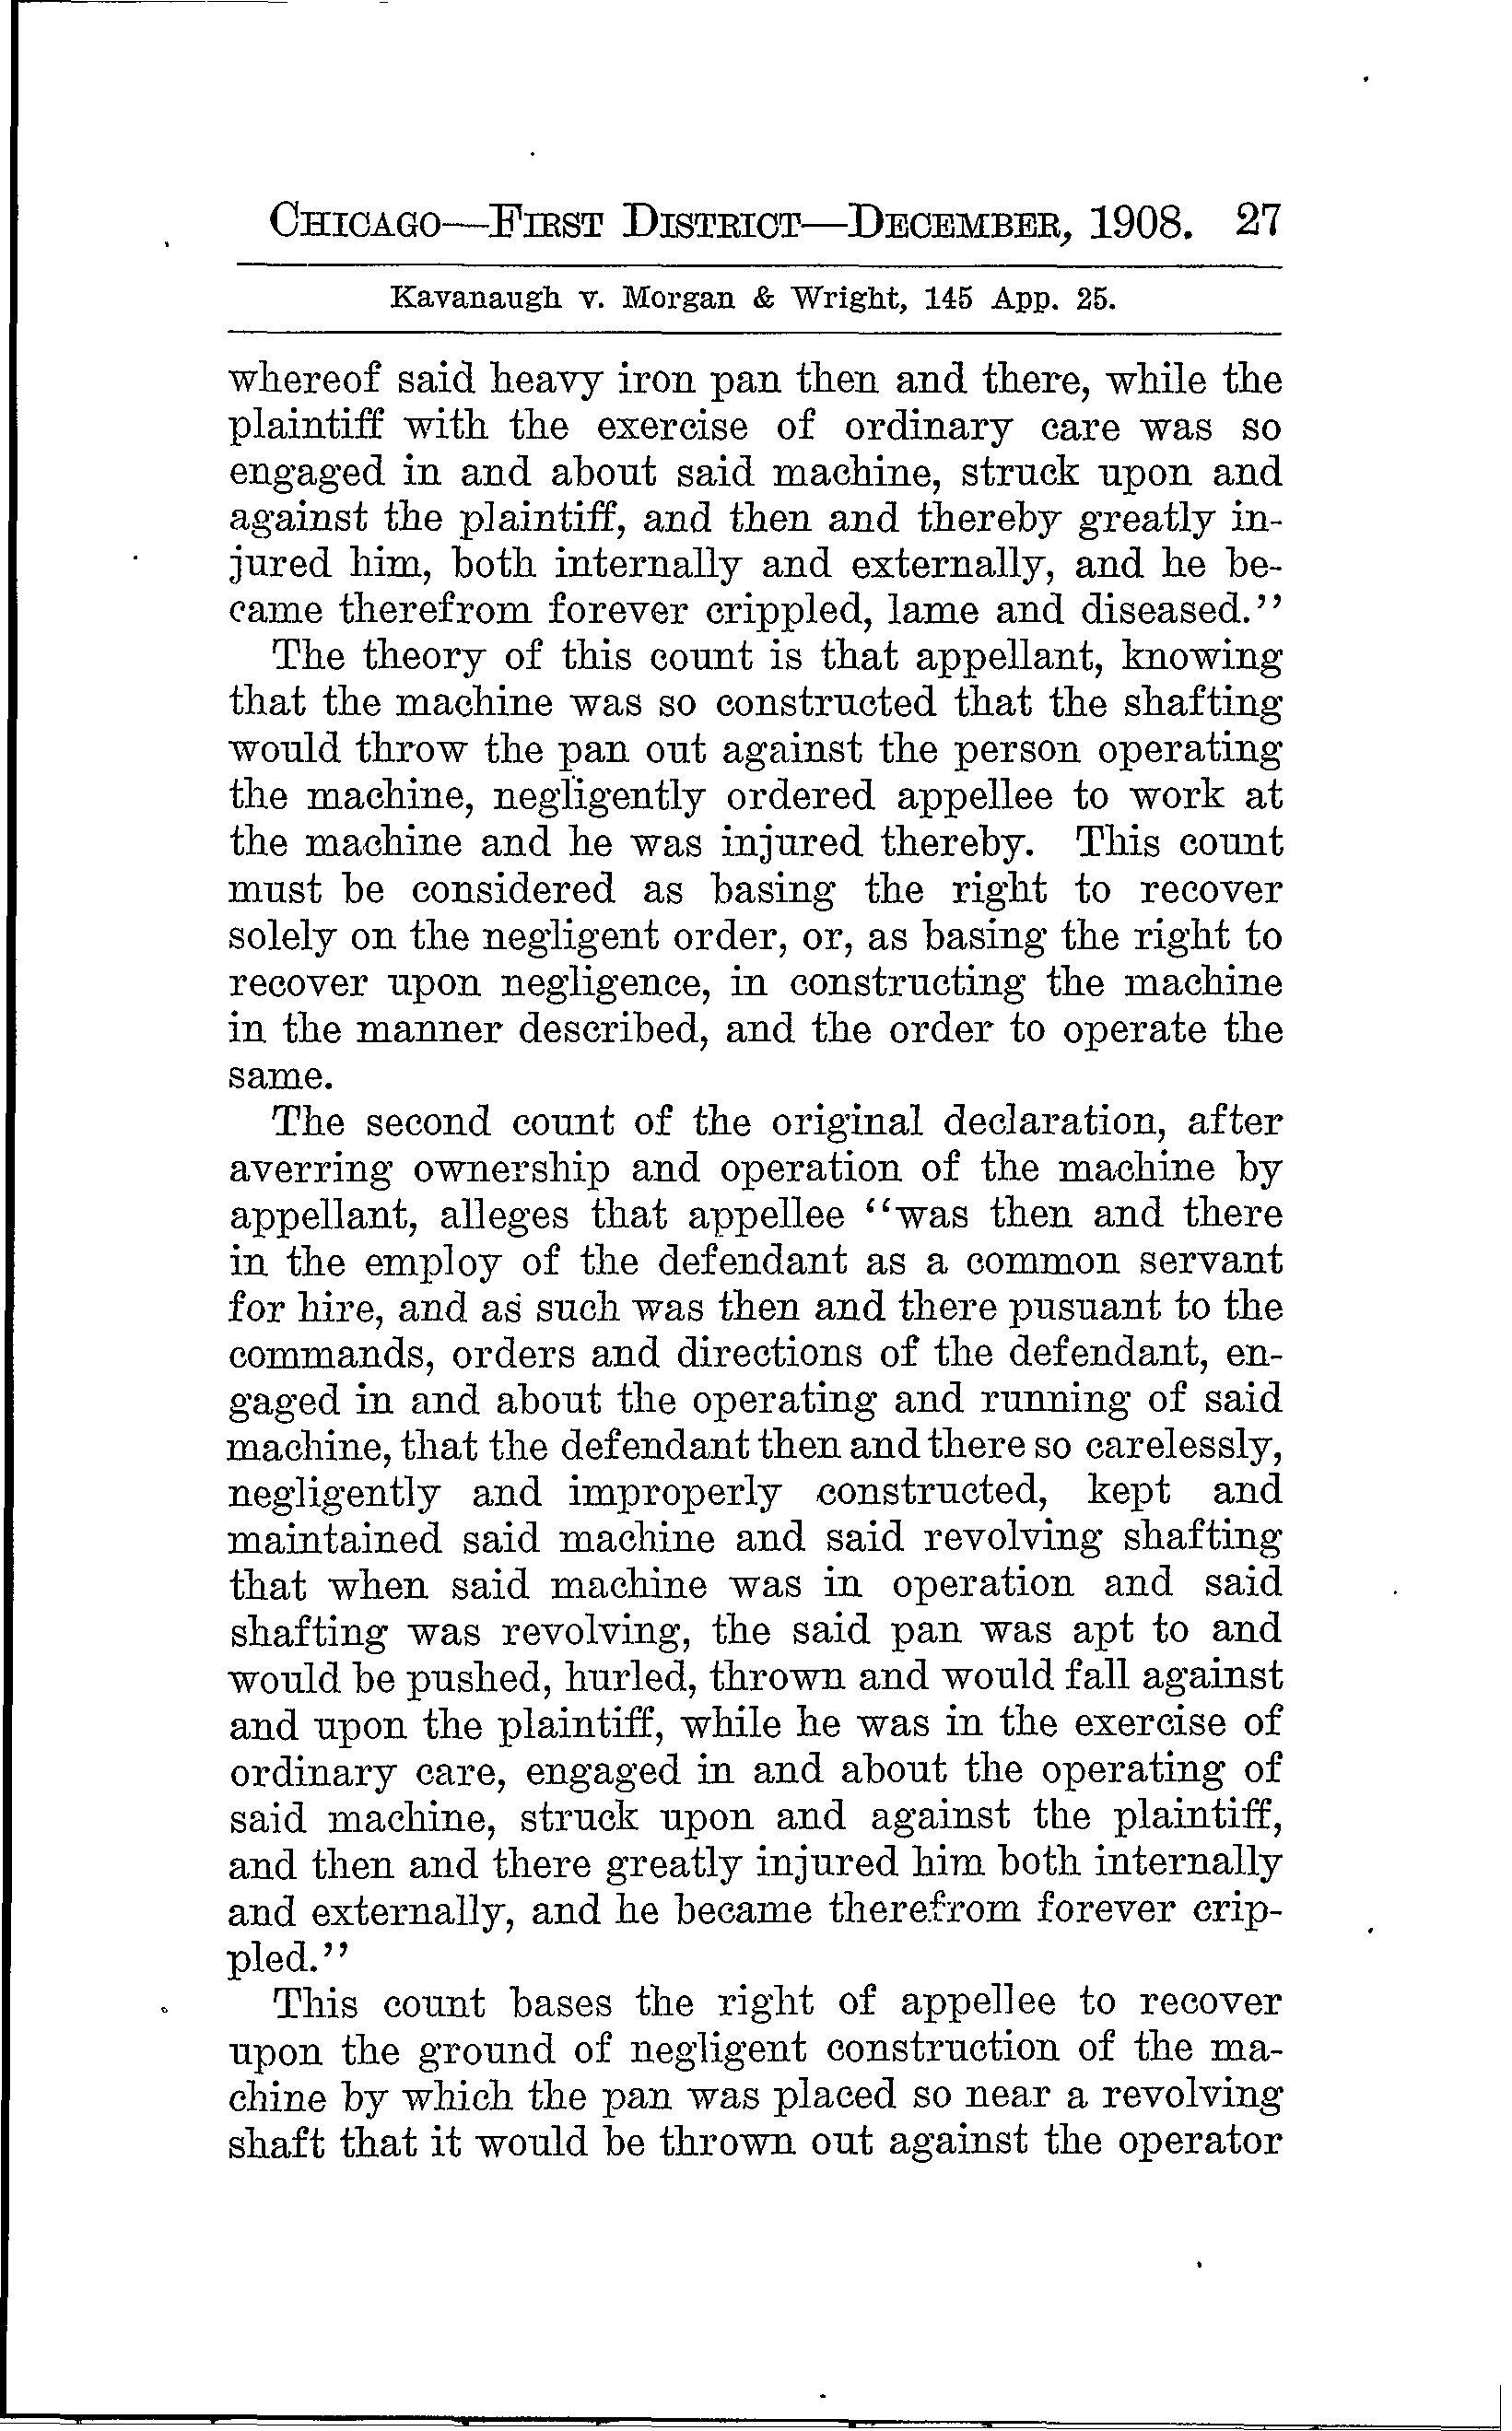 CHICAGO—FIRST DISTRICT—DECEMBER, 1908. 27
Kavanaugh v. Morgan & Wright, 145 App. 25.
whereof said heavy iron pan then and there, while the
plaintiff with the exercise of ordinary care was so
engaged in and about said machine, struck upon and
against the plaintiff, and then and thereby greatly in-
jured him, both internally and externally, and he be-
came therefrom forever crippled, lame and diseased.''
The theory of this count is that appellant, knowing
that the machine was so constructed that the shafting
would throw the pan out against the person operating
the machine, negligently ordered appellee to work at
the machine and he was injured thereby. This count
must be considered as basing the right to recover
solely on the negligent order, or, as basing the right to
recover upon negligence, in constructing the machine
in the manner described, and the order to operate the
same.
The second count of the original declaration, after
averring ownership and operation of the machine by
appellant, alleges that appellee ''was then and there
in the employ of the defendant as a common servant
for hire, and as such was then and there pusuant to the
commands, orders and directions of the defendant, en-
gaged in and about the operating and running of said
machine, that the defendant then and there so carelessly,
negligently and improperly constructed, kept and
maintained said machine and said revolving shafting
that when said machine was in operation and said
shafting was revolving, the said pan was apt to and
would be pushed, hurled, thrown and would fall against
and upon the plaintiff, while he was in the exercise of
ordinary care, engaged in and about the operating of
said machine, struck upon and against the plaintiff,
and then and there greatly injured him both internally
and externally, and he became therefrom forever crip-
pled.''
This count bases the right of appellee to recover
upon the ground of negligent construction of the ma-
chine by which the pan was placed so near a revolving
shaft that it would be thrown out against the operator